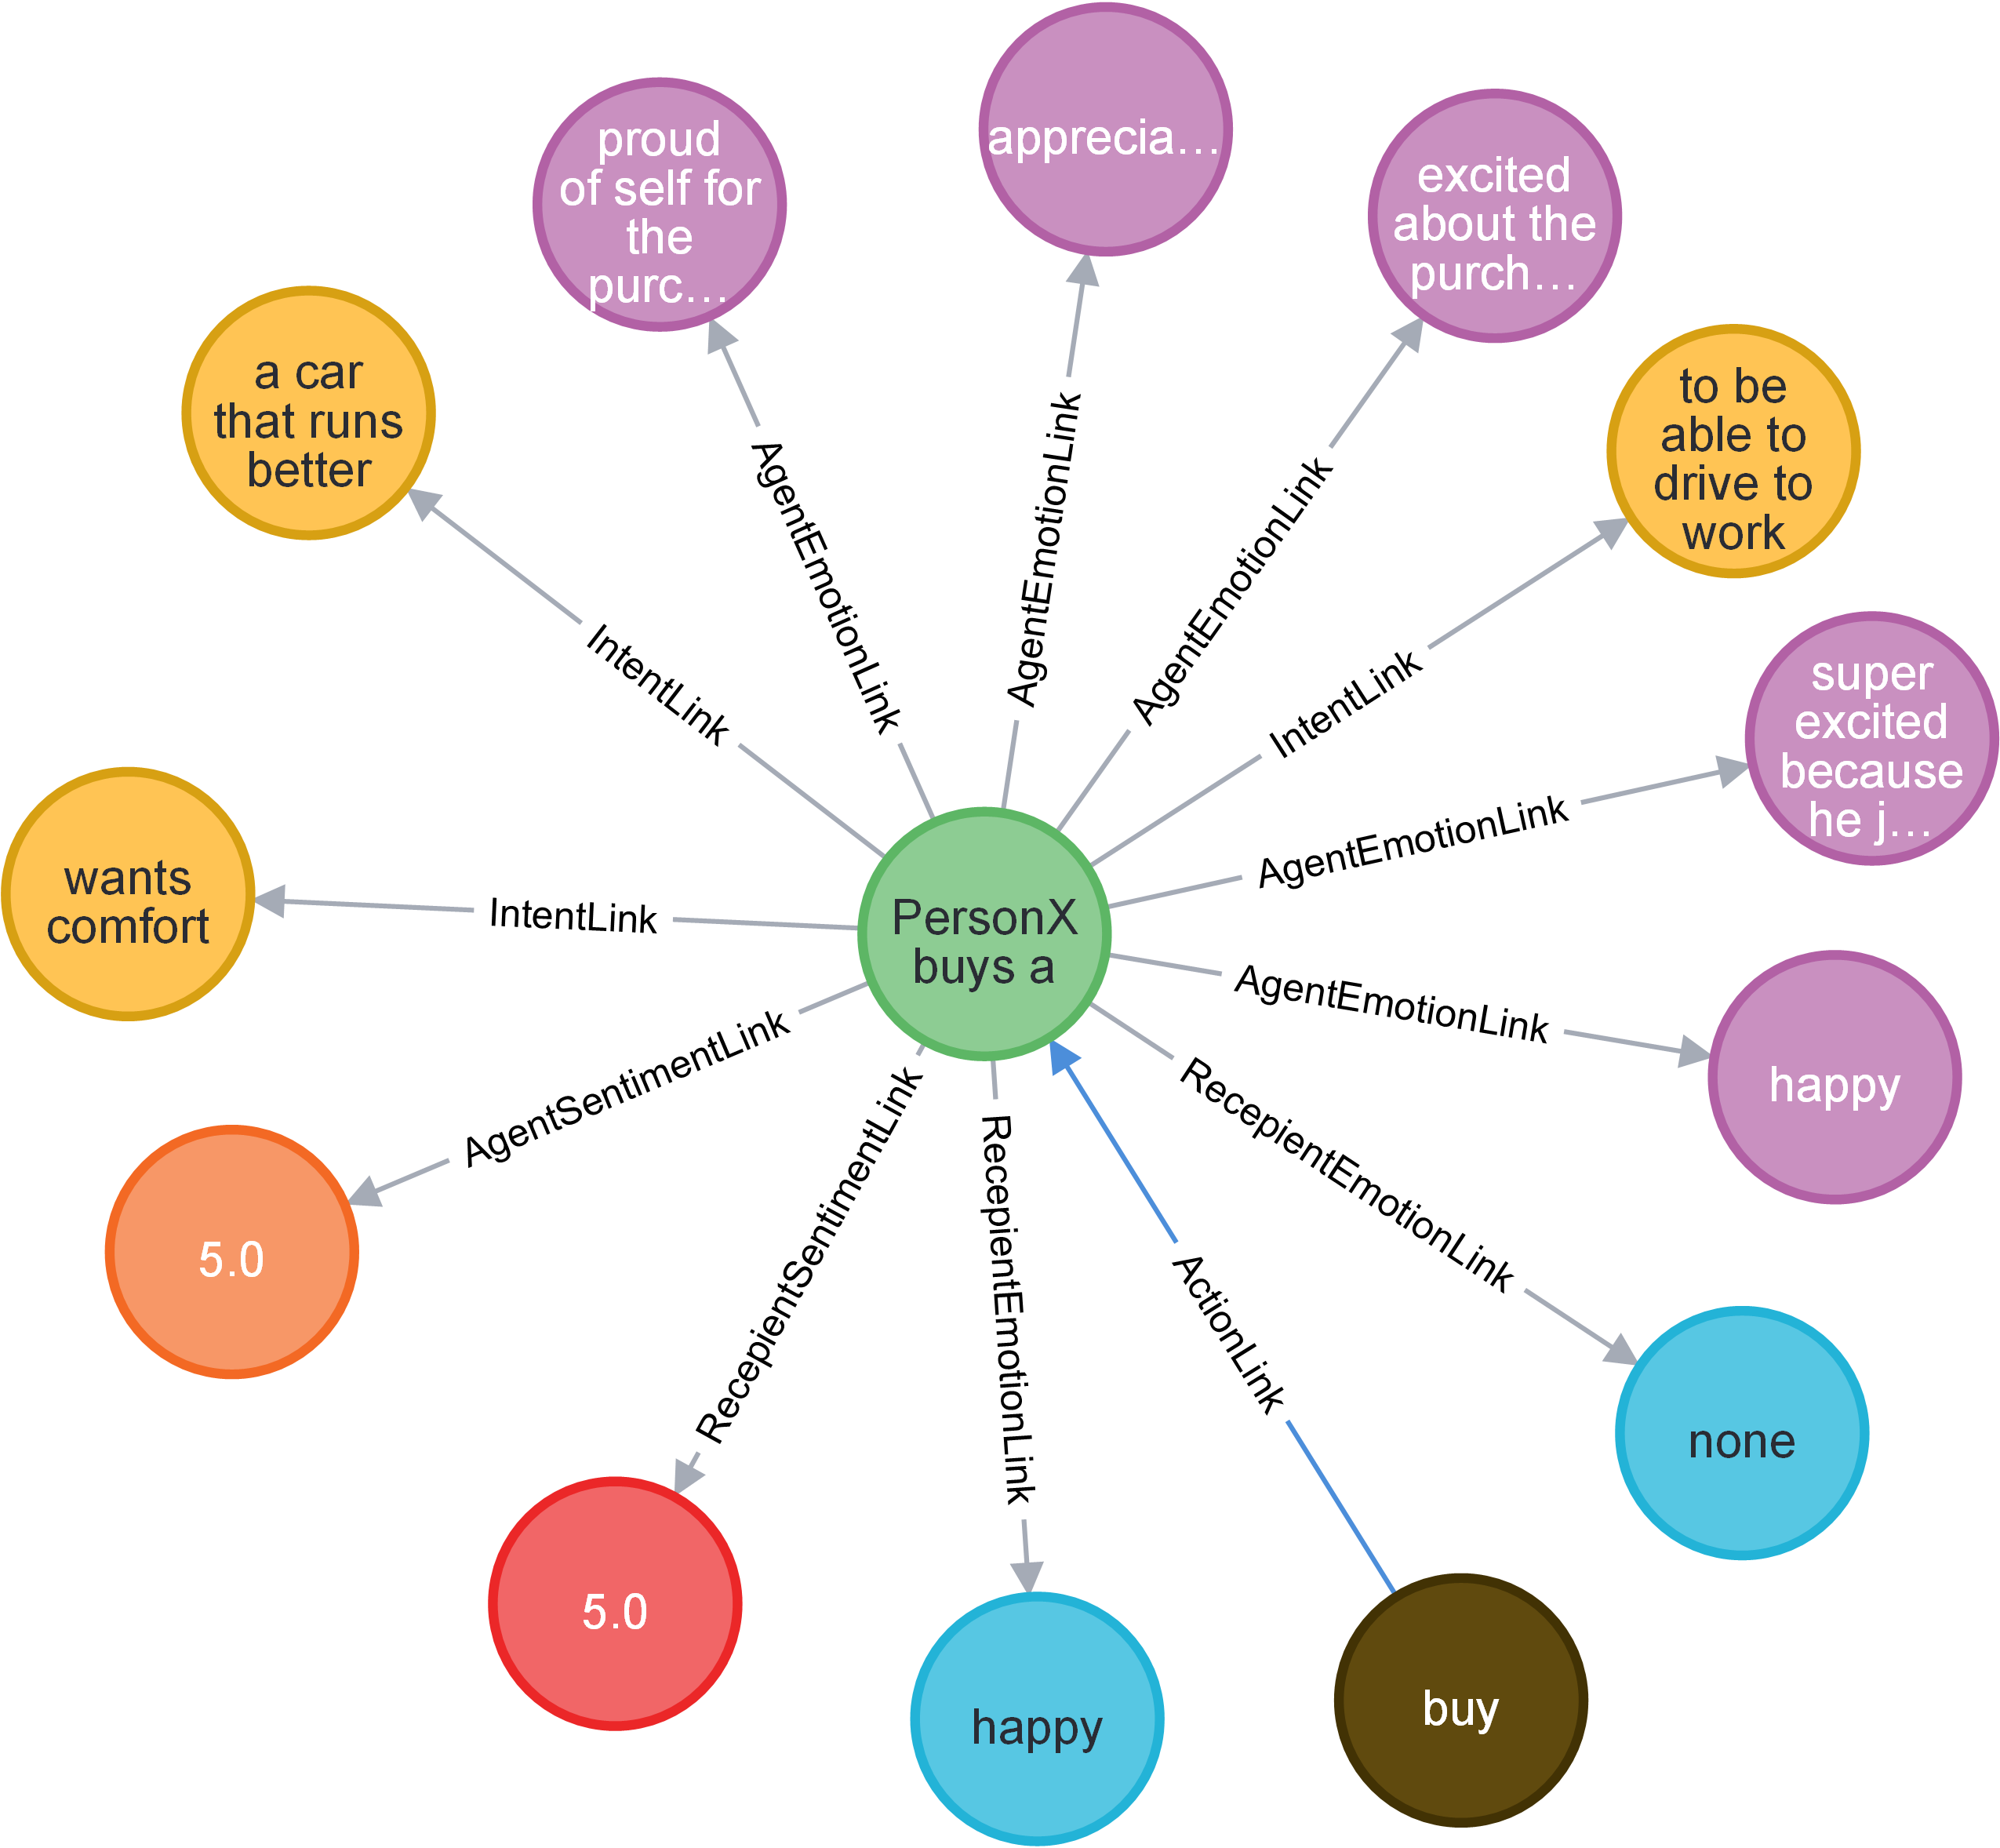 proud
of self for
the
purc…
apprecia…
excited
about the
purch…
a car
that runs
better
to be
able to
drive to
work
super
excited
because
he j…
wants
comfort
PersonX
buys a
happy
5.0
none
5.0
happy
buy
IntentLink
AgentEmotionLink
AgentEmotionLink
AgentEmotionLink
IntentLink
AgentEmotionLink
IntentLink
AgentEmotionLink
AgentSentimentLink
RecepientSentimentLink
RecepientEmotionLink
ActionLink
RecepientEmotionLink